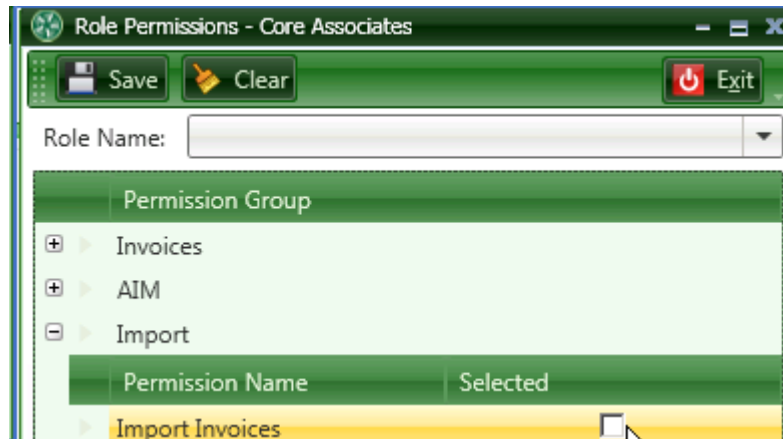 Role Permissions - Core Associates
Save Clear Exit
Role Name:
Permission Group
Invoices
AIM
Import
Permission Name Selected
Import Invoices